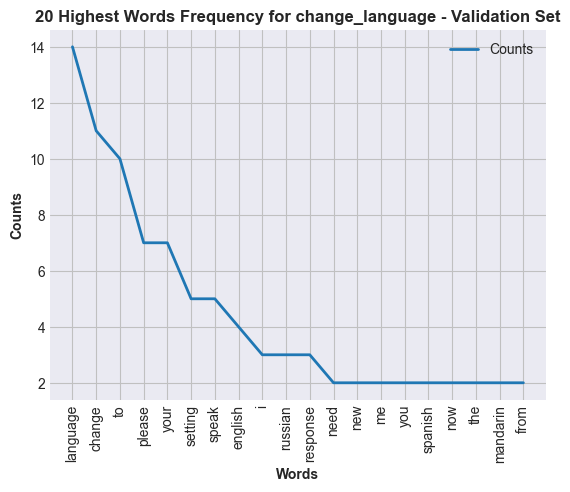 20 Highest Words Frequency for change_language - Validation Set
Counts
14
12
10
8
6
4
2
Counts
language
change
to
please
your
setting
speak
english
i
russian
response
need
new
me
you
spanish
now
the
mandarin
from
Words